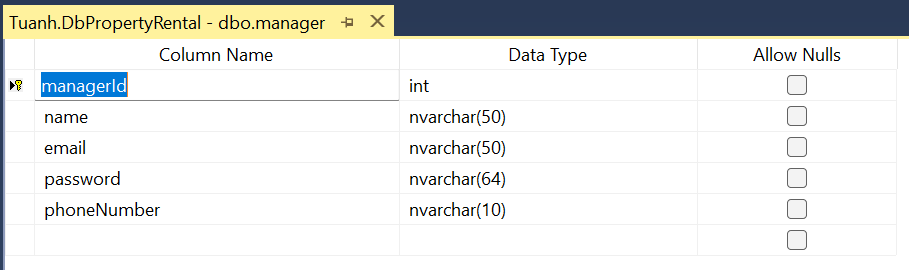 Tuanh.DbPropertyRental - dbo.manager
Column Name Data Type Allow Nulls
managerId int
name nvarchar(50)
email nvarchar(50)
password nvarchar(64)
phoneNumber nvarchar(10)